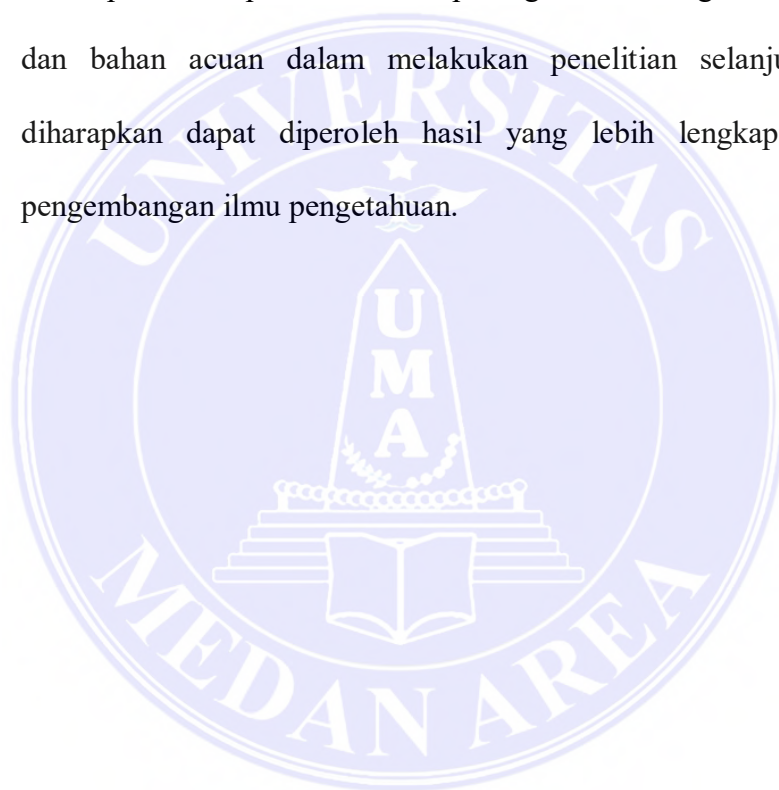 dan bahan acuan dalam melakukan penelitian
diharapkan dapat diperoleh hasil yang lebih lengkap
pengembangan ilmu pengetahuan.
UNIVERSITAS
UMA
MEDAN AREA